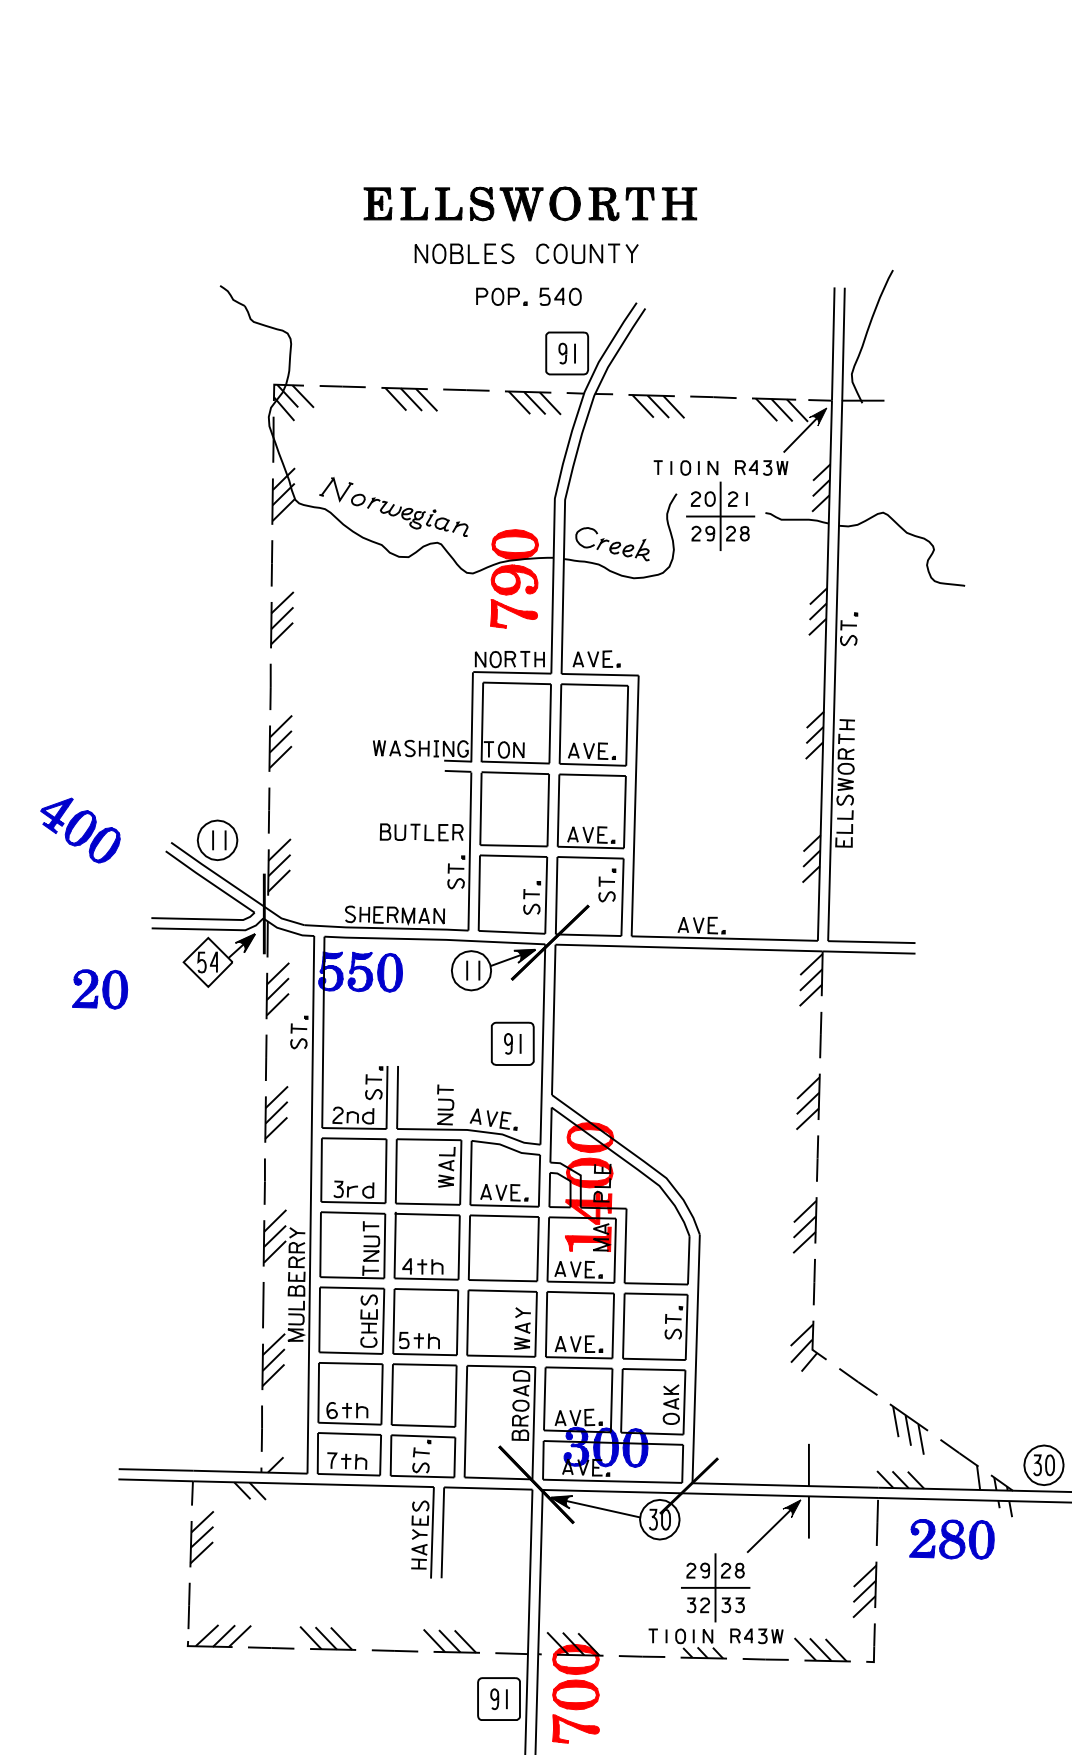 ELLSWORTH
NOBLES COUNTY
POP. 540
91
T101N R43W
20 21
29 28
Norwegian
Creek
790
NORTH AVE.
ST.
WASHINGTON AVE.
ELLSWORTH
400
11
BUTLER AVE.
ST.
ST.
ST.
SHERMAN AVE.
54
550
11
20
ST.
91
ST.
2nd
NUT
AVE.
1400
3rd
WAL
AVE.
MAPLE
TNUT
4th
AVE.
MULBERRY
CHES
5th
WAY
AVE.
ST.
6th
BROAD
AVE.
OAK
300
7th
ST.
AVE.
30
HAYES
30
280
29 28
32 33
T101N R43W
91
700